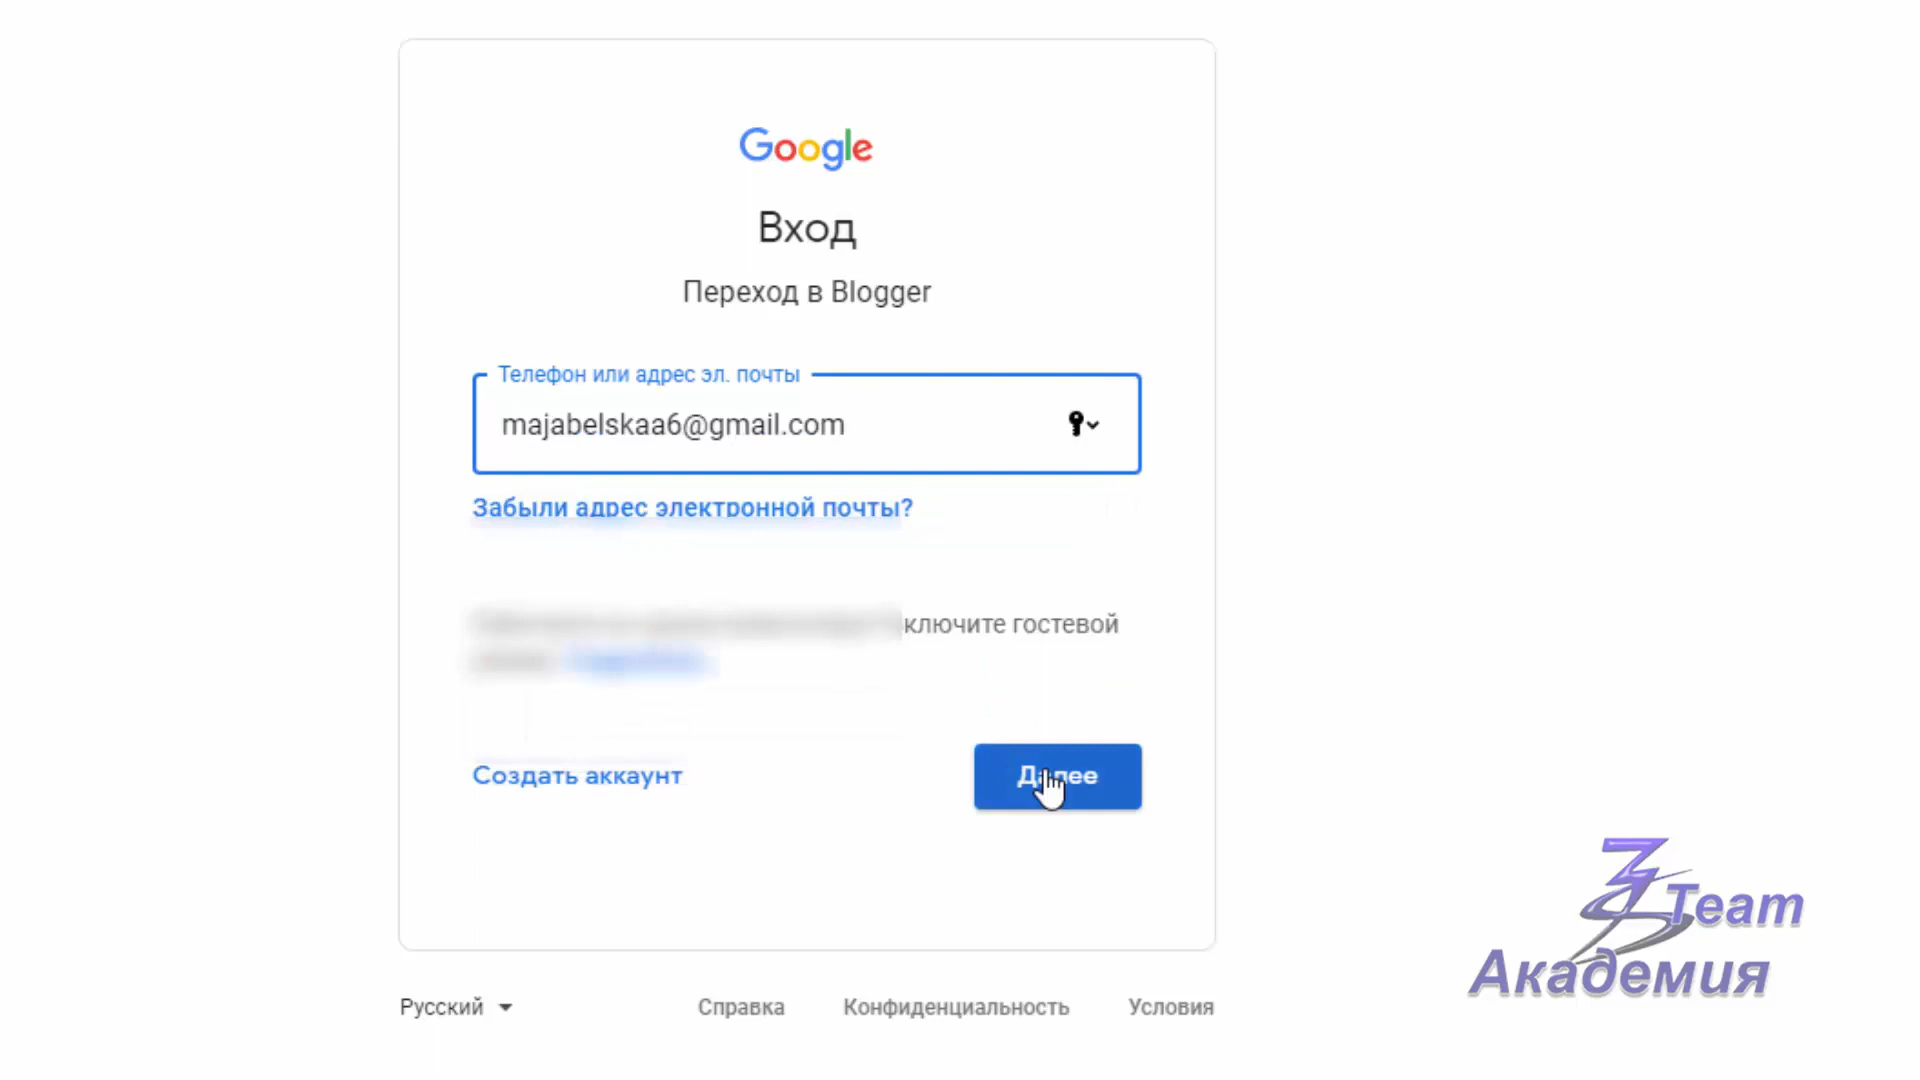 Google
Вход
Переход в Blogger
Телефон или адрес эл. почты
majabelskaa6@gmail.com
Забыли адрес электронной почты?
ключите гостевой
Создать аккаунт
Далее
Team
Академия
Русский
Справка
Конфиденциальность
Условия